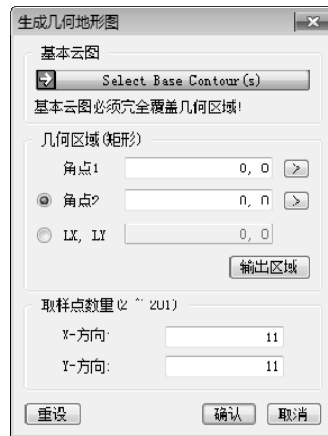 生成几何地形图
基本云图
Select Base Contour(s)
基本云图必须完全覆盖几何区域!
几何区域(矩形)
角点1 0, 0 >
角点2 0, 0 >
LX, LY 0, 0
输出区域
取样点数量(2 ~ 201)
X-方向: 11
Y-方向: 11
重设 确认 取消